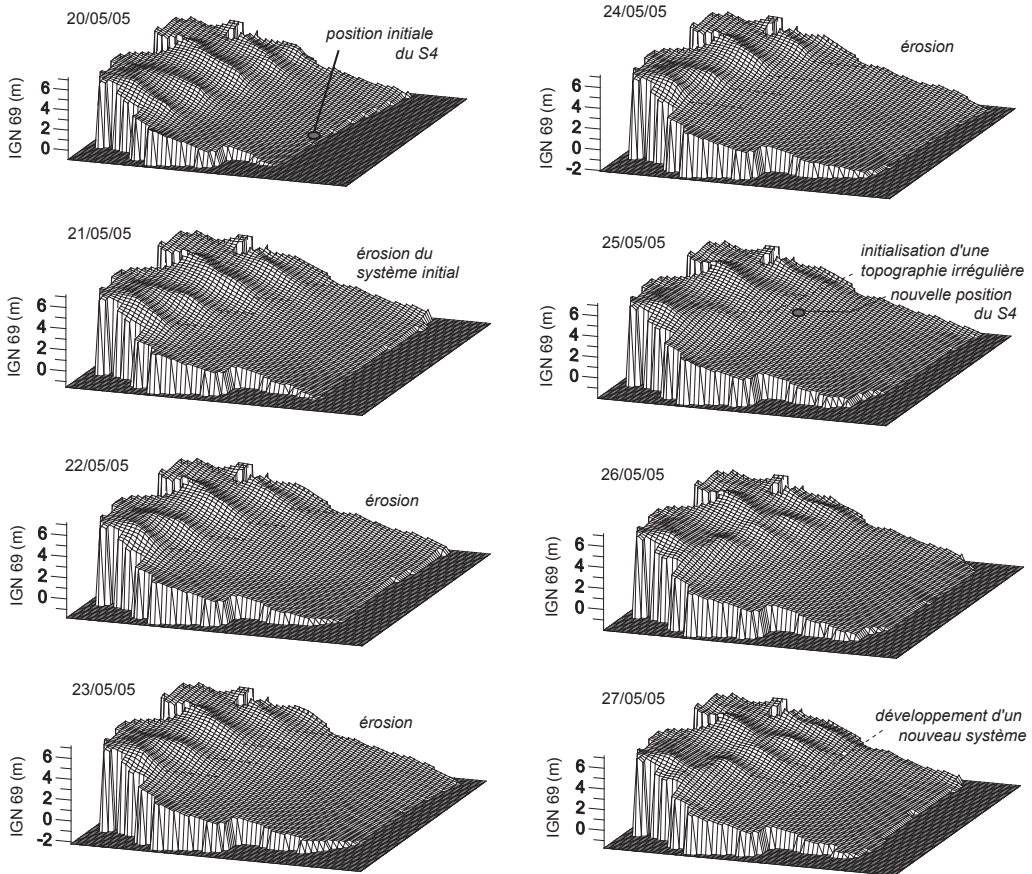 20/05/05
position initiale
du S4
IGN 69 (m)
6
4
2
0
21/05/05
érosion du
système initial
IGN 69 (m)
6
4
2
0
22/05/05
érosion
IGN 69 (m)
6
4
2
0
23/05/05
érosion
IGN 69 (m)
6
4
2
0
-2
24/05/05
érosion
IGN 69 (m)
6
4
2
0
-2
25/05/05
initialisation d'une
topographie irrégulière
nouvelle position
du S4
IGN 69 (m)
6
4
2
0
26/05/05
IGN 69 (m)
6
4
2
0
27/05/05
développement d'un
nouveau système
IGN 69 (m)
6
4
2
0